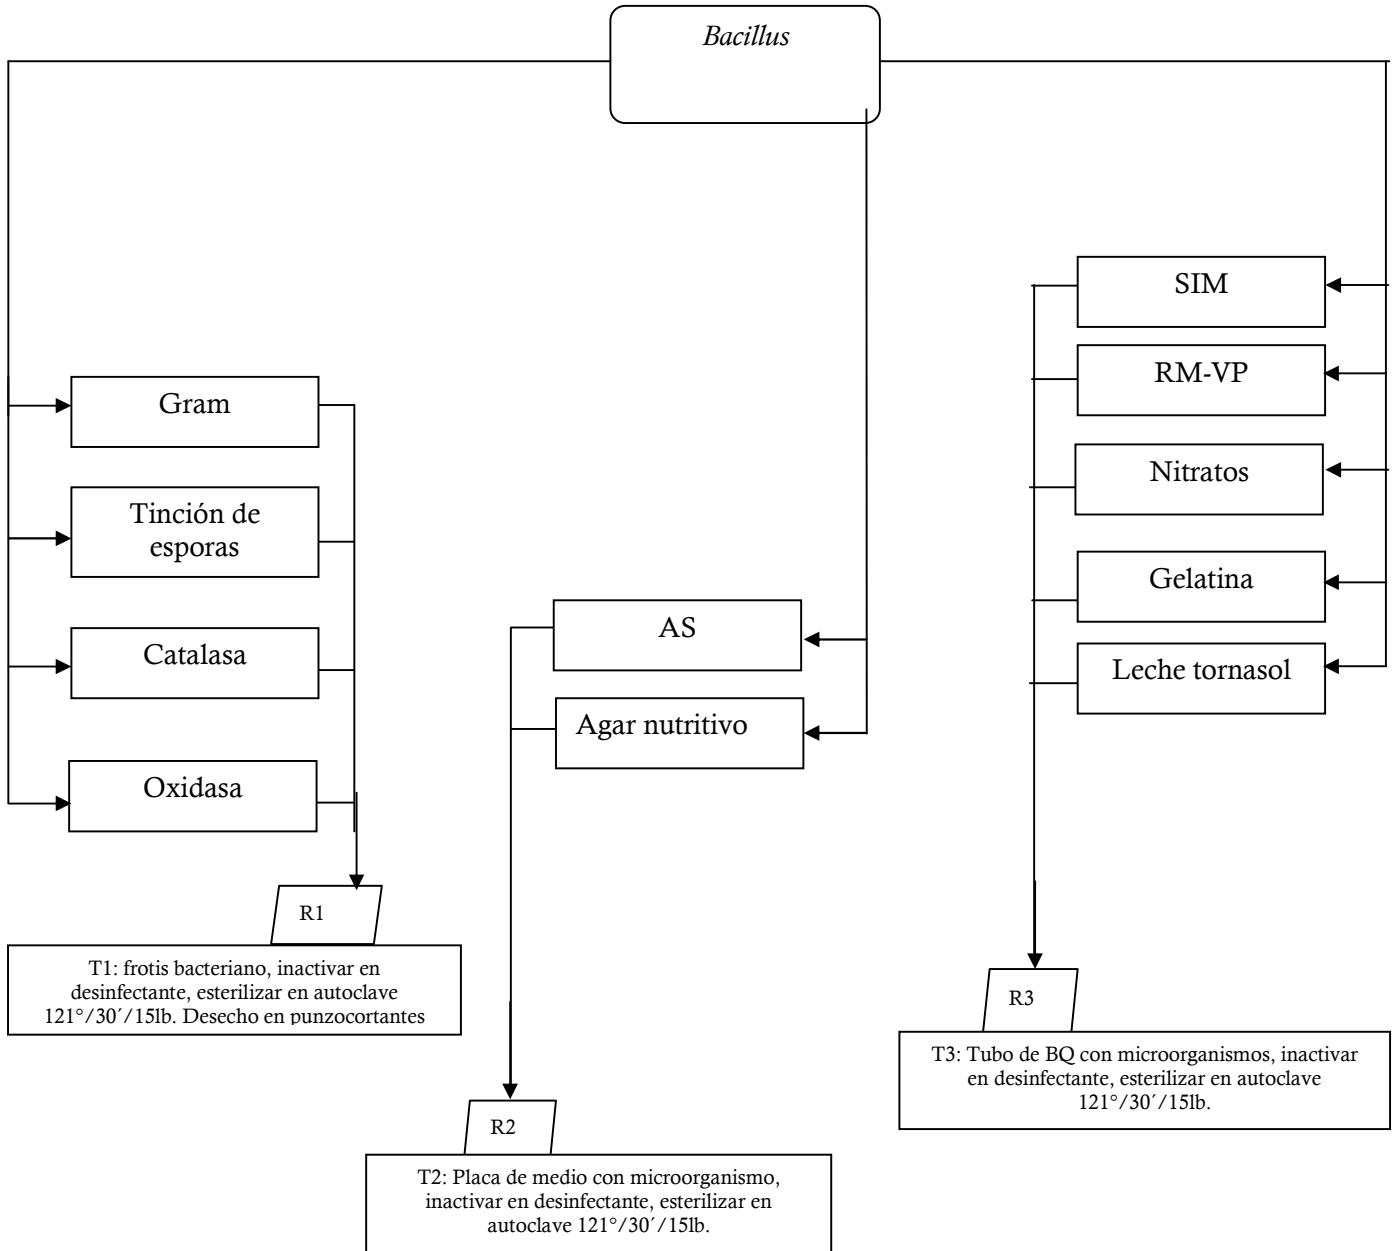 Bacillus
Gram
Tinción de
esporas
Catalasa
Oxidasa
R1
T1: frotis bacteriano, inactivar en
desinfectante, esterilizar en autoclave
121°/30´/15lb. Desecho en punzocortantes
AS
Agar nutritivo
R2
T2: Placa de medio con microorganismo,
inactivar en desinfectante, esterilizar en
autoclave 121°/30´/15lb.
SIM
RM-VP
Nitratos
Gelatina
Leche tornasol
R3
T3: Tubo de BQ con microorganismos, inactivar
en desinfectante, esterilizar en autoclave
121°/30´/15lb.